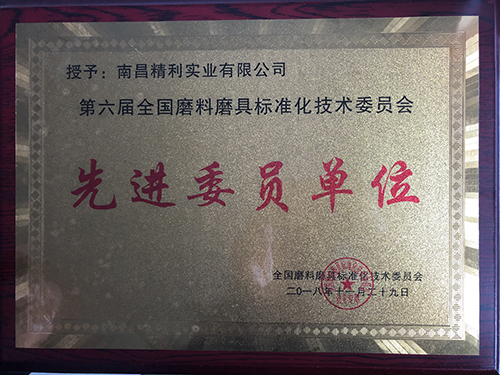 授予：南昌精利实业有限公司
第六届全国磨料磨具标准化技术委员会
先进委员单位
全国磨料磨具标准化技术委员会
二〇一八年十一月二十九日